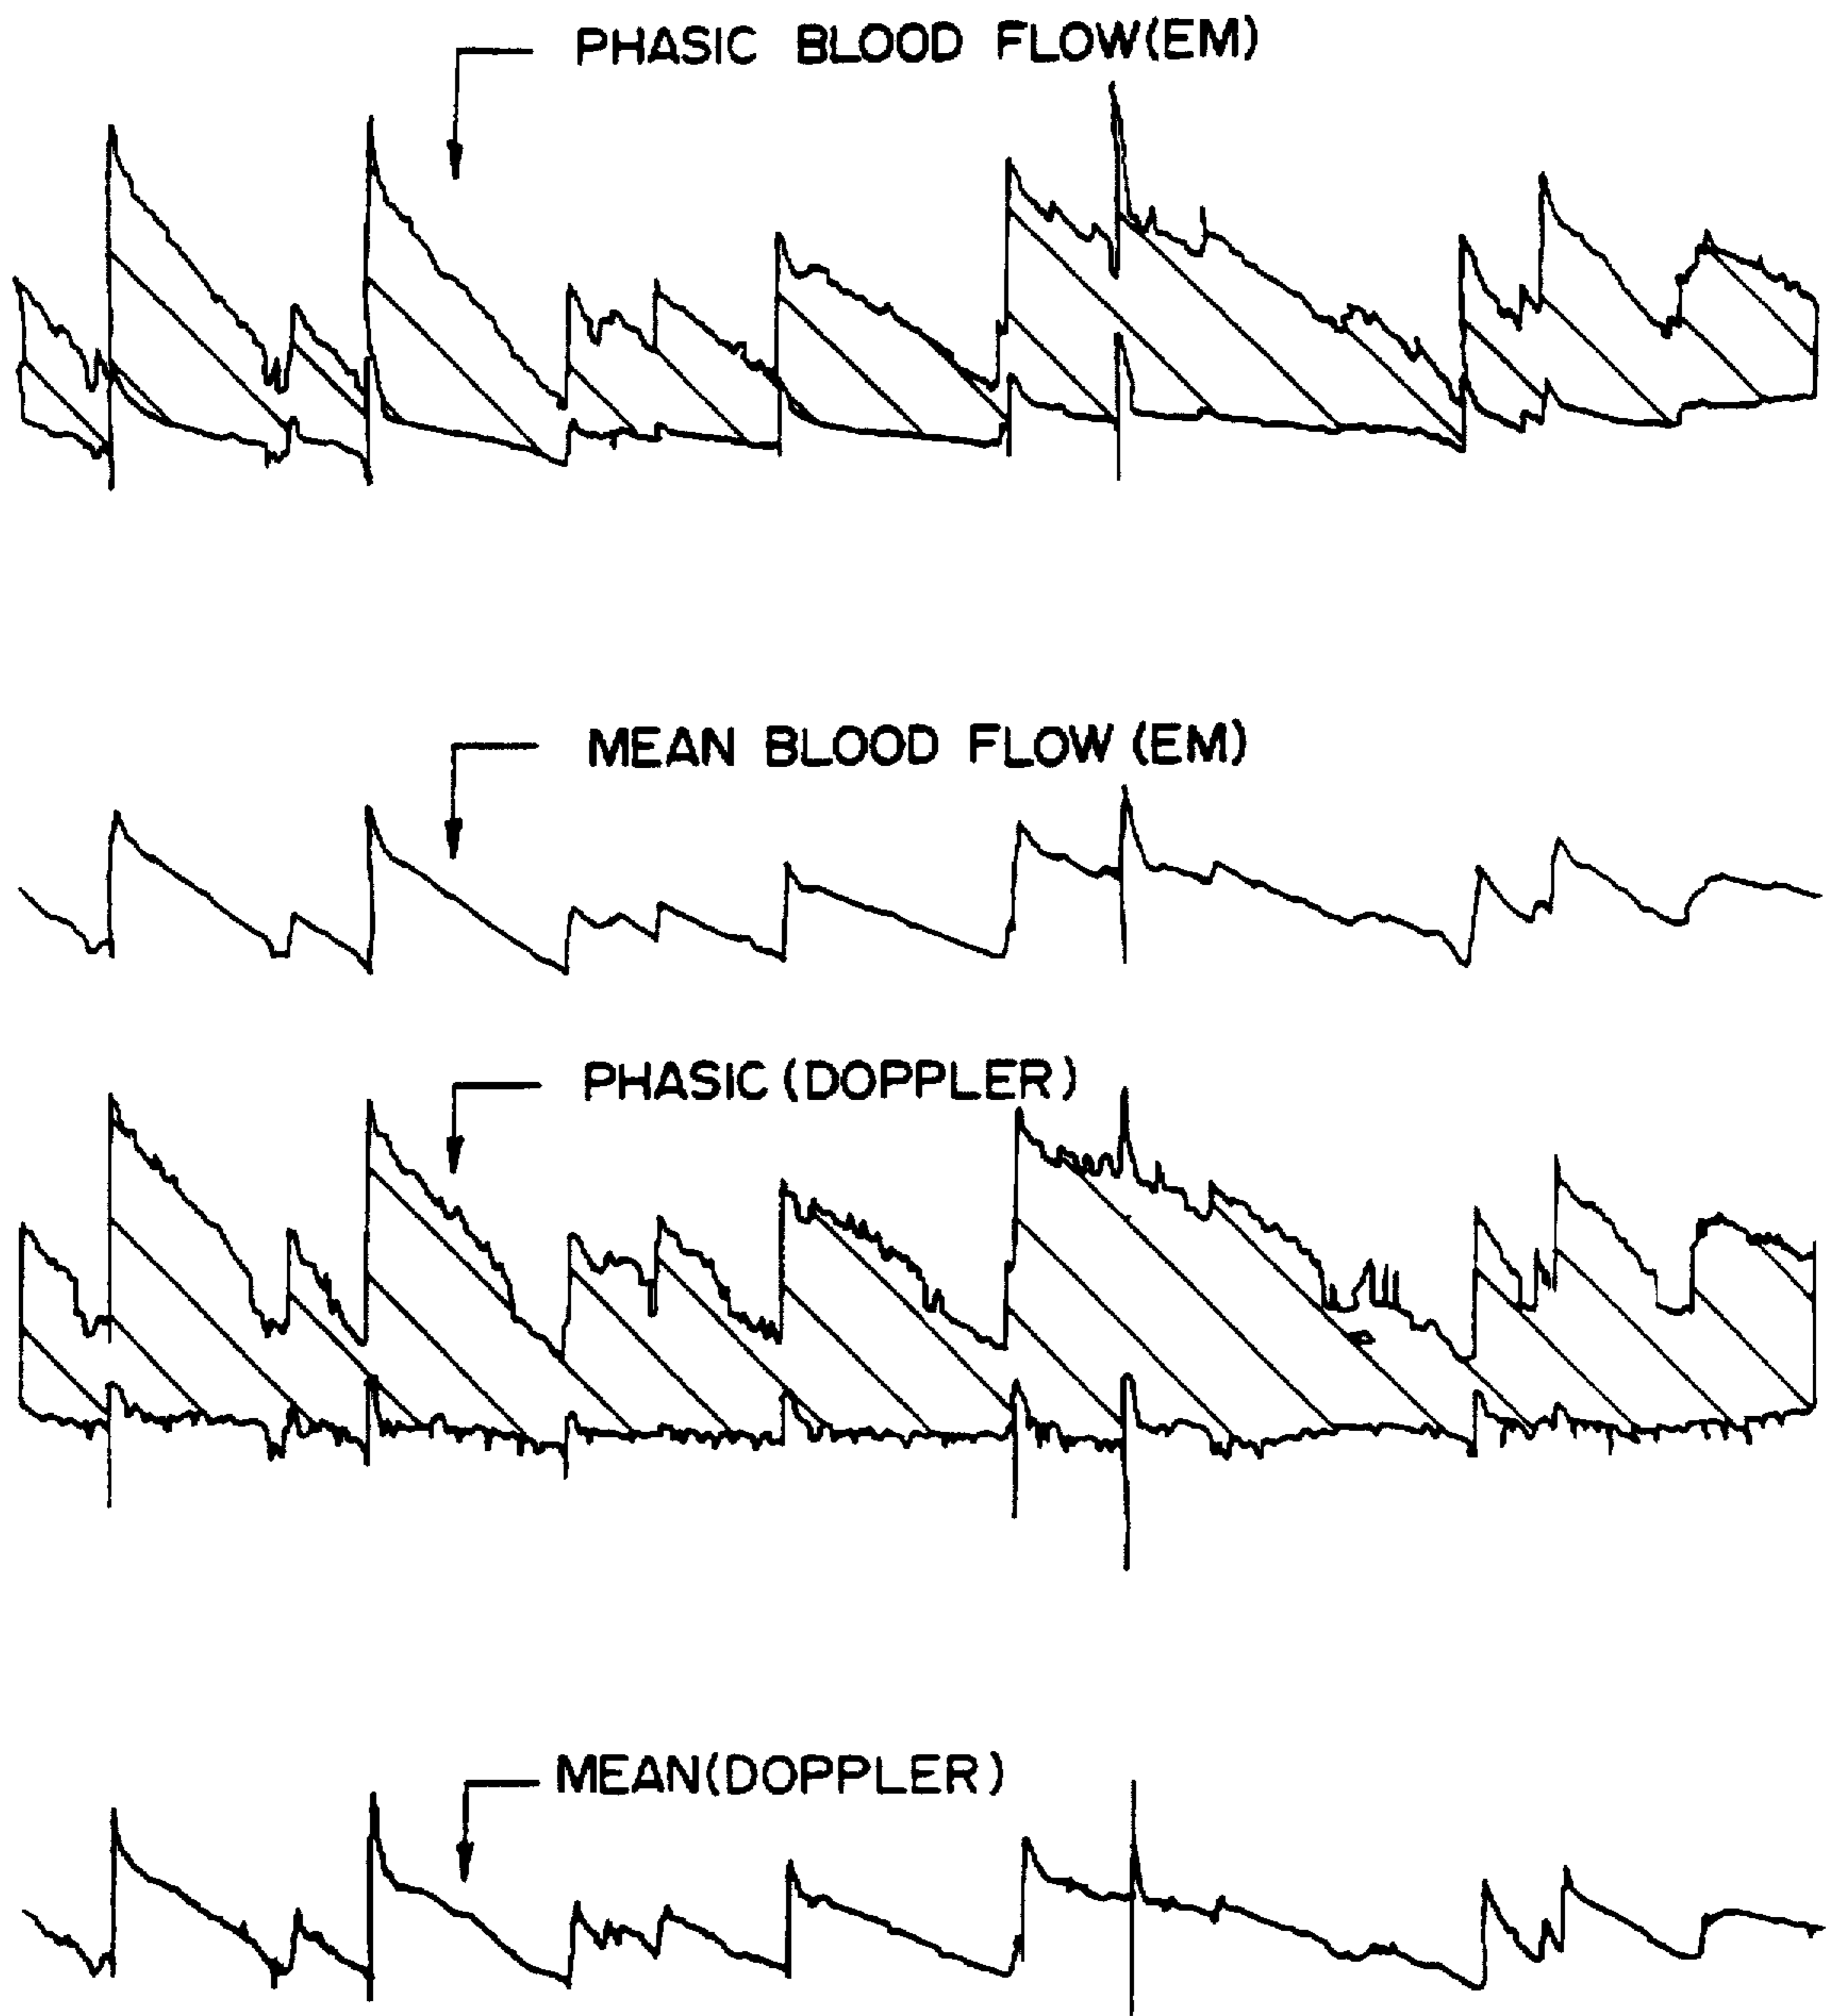 PHASIC BLOOD FLOW(EM)
MEAN BLOOD FLOW (EM)
PHASIC (DOPPLER)
MEAN(DOPPLER)